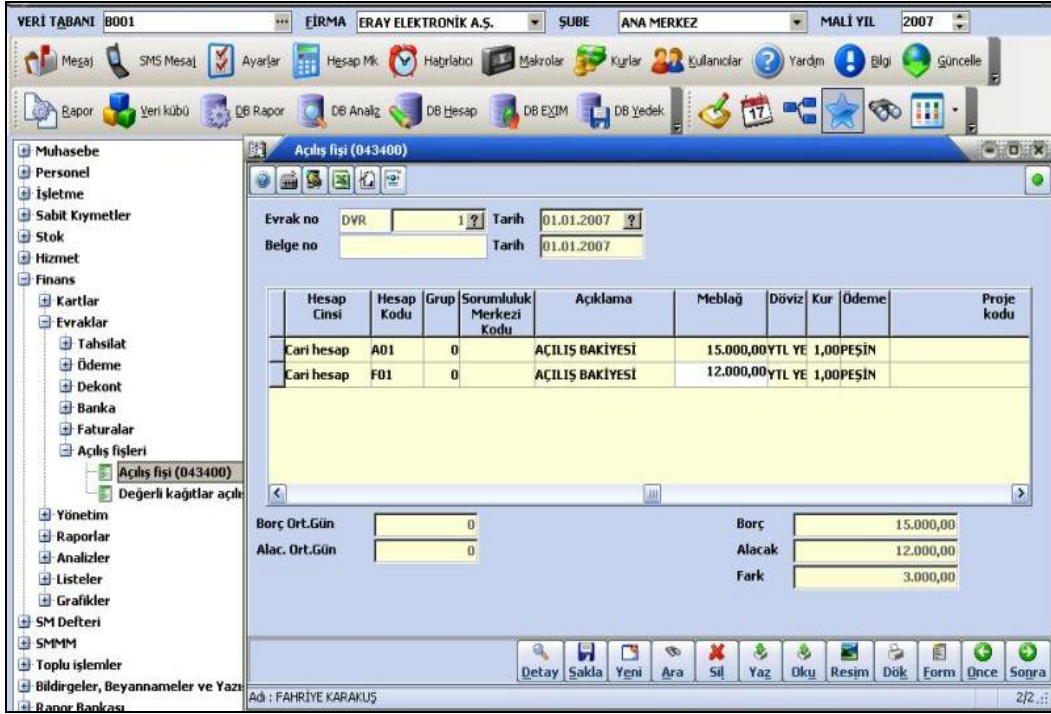 VERİ TABANI B001 FİRMA ERAY ELEKTRONİK A.Ş. ŞUBE ANA MERKEZ MALİ YIL 2007
Mesaj SMS Mesaj Ayarlar Hesap Mk Hatırlatıcı Makrolar Kurlar Kullanıcılar Yardım Bilgi Güncelle
Rapor Veri kübü DB Rapor DB Analiz DB Hesap DB EXIM DB Yedek 17
Muhasebe
Personel
İşletme
Sabit Kıymetler
Stok
Hizmet
Finans
Kartlar
Evraklar
Tahsilat
Ödeme
Dekont
Banka
Faturalar
Açılış fişleri
Açılış fişi (043400)
Değerli kağıtlar açılı
Yönetim
Raporlar
Analizler
Listeler
Grafikler
SM Defteri
SMMM
Toplu işlemler
Bildirgeler, Beyannameler ve Yazı
Rapor Bankası
Açılış fişi (043400)
Evrak no DVR 1 ? Tarih 01.01.2007 ?
Belge no Tarih 01.01.2007
Hesap Cinsi Hesap Kodu Grup Sorumluluk Merkezi Kodu Açıklama Meblağ Döviz Kur Ödeme Proje kodu
Cari hesap A01 0 AÇILIŞ BAKİYESİ 15.000,00 YTL YE 1,00 PEŞİN
Cari hesap F01 0 AÇILIŞ BAKİYESİ 12.000,00 YTL YE 1,00 PEŞİN
Borç Ort.Gün 0 Borç 15.000,00
Alac. Ort.Gün 0 Alacak 12.000,00
Fark 3.000,00
Detay Sakla Yeni Ara Sil Yaz Oku Resim Dök Form Önce Sonra
Adı : FAHRİYE KARAKUŞ 2/2